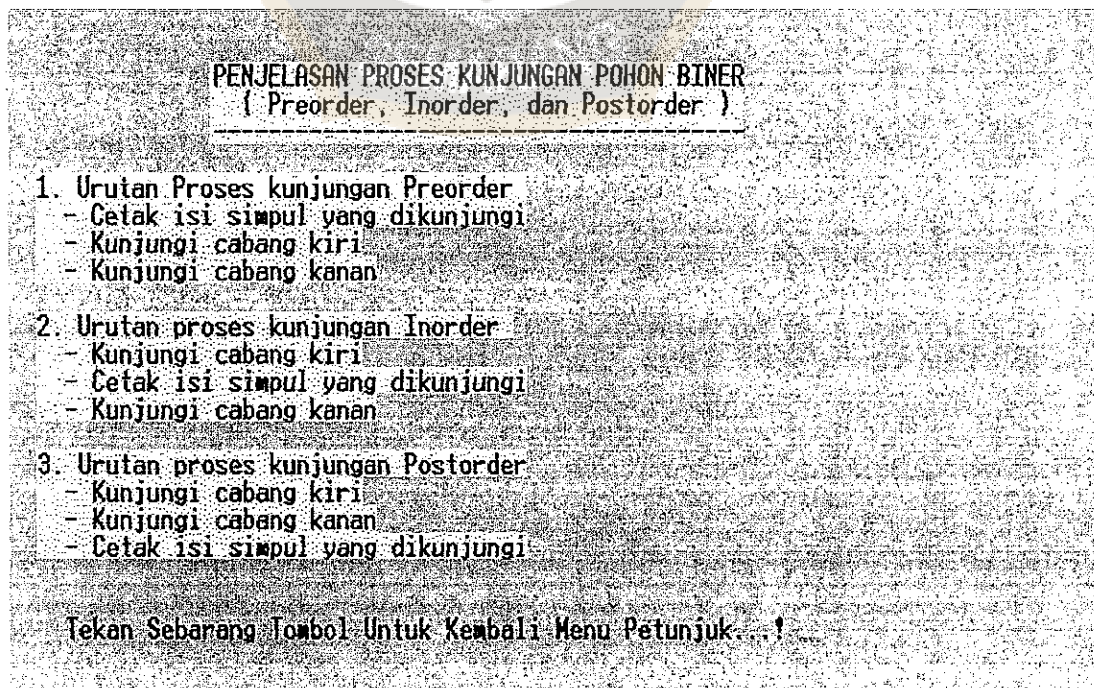 PENJELASAN PROSES KUNJUNGAN POHON BINER
( Preorder, Inorder, dan Postorder )
1. Urutan Proses kunjungan Preorder
- Cetak isi simpul yang dikunjungi
- Kunjungi cabang kiri
- Kunjungi cabang kanan
2. Urutan proses kunjungan Inorder
- Kunjungi cabang kiri
- Cetak isi simpul yang dikunjungi
- Kunjungi cabang kanan
3. Urutan proses kunjungan Postorder
- Kunjungi cabang kiri
- Kunjungi cabang kanan
- Cetak isi simpul yang dikunjungi
Tekan Sebarang Tombol Untuk Kembali Menu Petunjuk...!